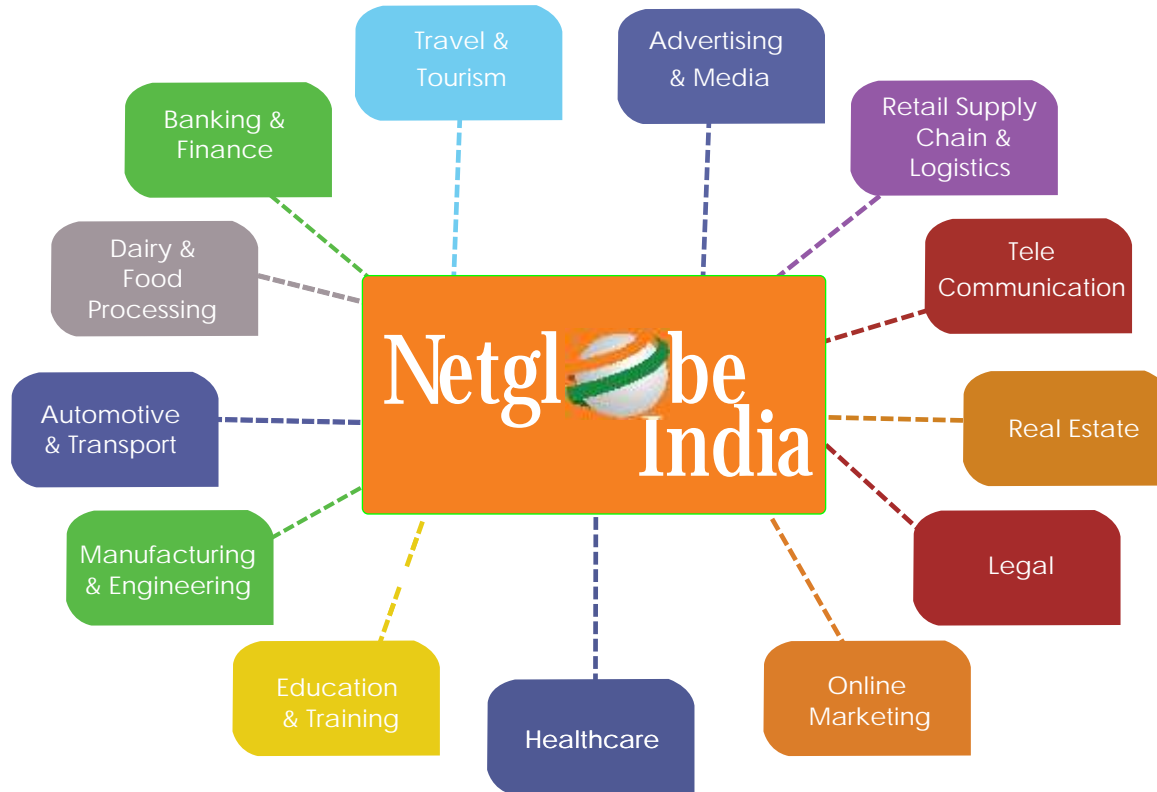 Travel &
Tourism
Advertising
& Media
Banking &
Finance
Retail Supply
Chain &
Logistics
Dairy &
Food
Processing
Tele
Communication
Netglobe
India
Automotive
& Transport
Real Estate
Manufacturing
& Engineering
Legal
Education
& Training
Online
Marketing
Healthcare